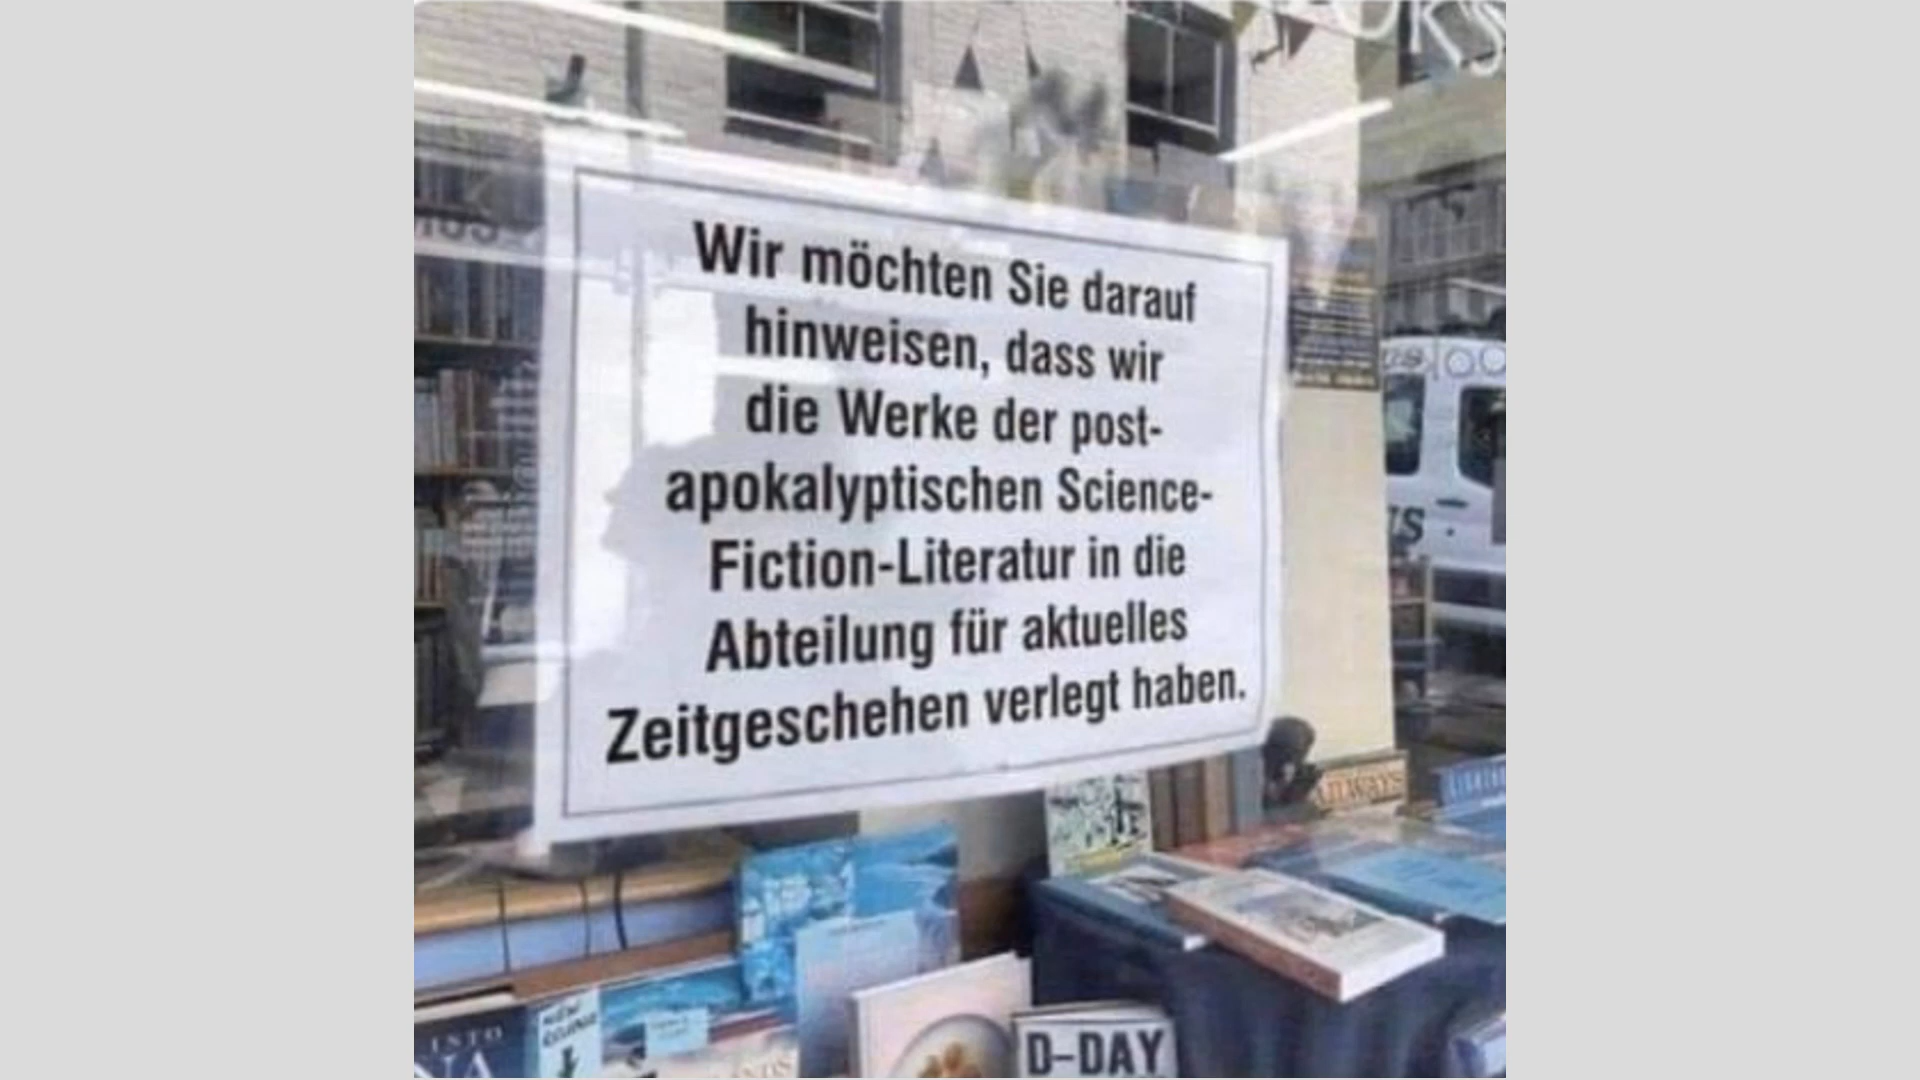 Wir möchten Sie darauf
hinweisen, dass wir
die Werke der post-
apokalyptischen Science-
Fiction-Literatur in die
Abteilung für aktuelles
Zeitgeschehen verlegt haben.
INTO
D-DAY